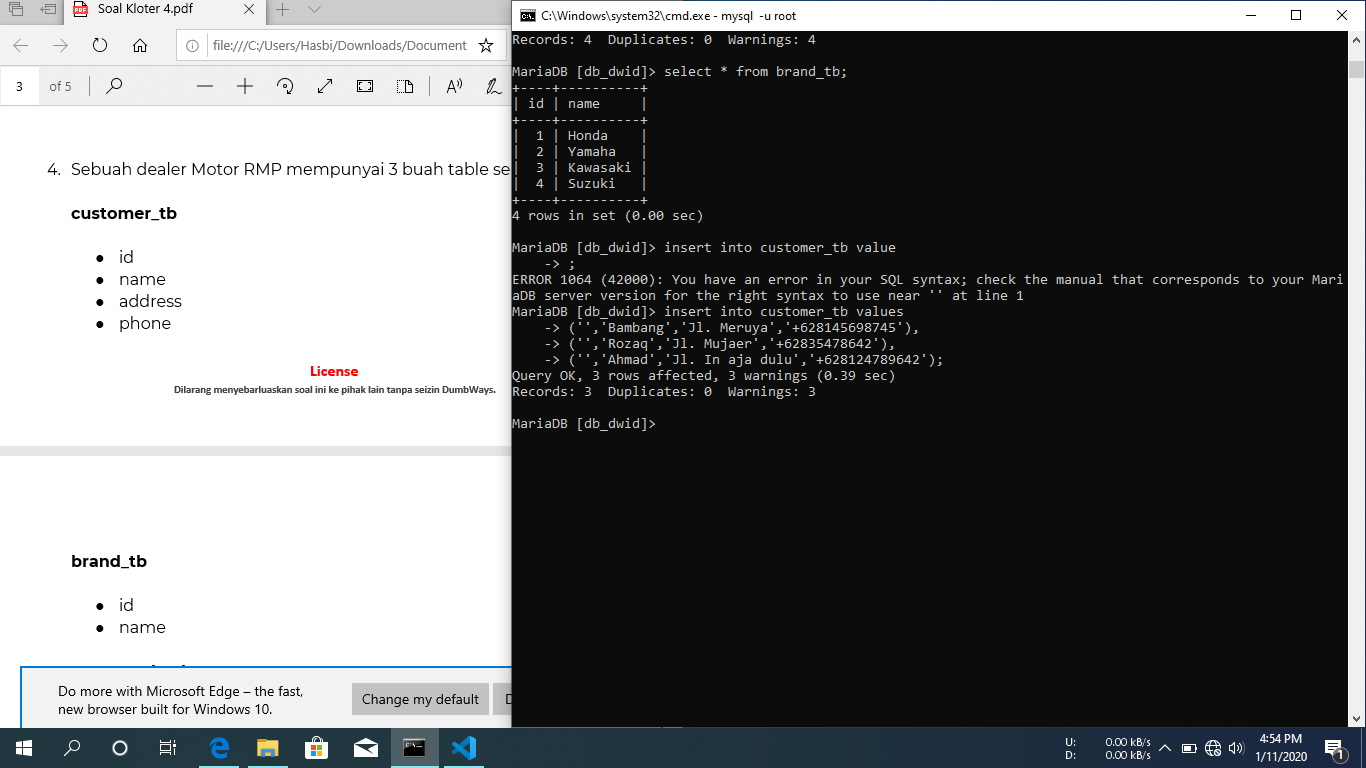 Soal Kloter 4.pdf
file:///C:/Users/Hasbi/Downloads/Document
3 of 5
4. Sebuah dealer Motor RMP mempunyai 3 buah table se
customer_tb
● id
● name
● address
● phone
License
Dilarang menyebarluaskan soal ini ke pihak lain tanpa seizin DumbWays.
brand_tb
● id
● name
Do more with Microsoft Edge – the fast,
new browser built for Windows 10.
Change my default
D
C:\Windows\system32\cmd.exe - mysql  -u root
Records: 4  Duplicates: 0  Warnings: 4
MariaDB [db_dwid]> select * from brand_tb;
+----+----------+
| id | name     |
+----+----------+
|  1 | Honda    |
|  2 | Yamaha   |
|  3 | Kawasaki |
|  4 | Suzuki   |
+----+----------+
4 rows in set (0.00 sec)
MariaDB [db_dwid]> insert into customer_tb value
    -> ;
ERROR 1064 (42000): You have an error in your SQL syntax; check the manual that corresponds to your Mari
aDB server version for the right syntax to use near '' at line 1
MariaDB [db_dwid]> insert into customer_tb values
    -> ('','Bambang','Jl. Meruya','+628145698745'),
    -> ('','Rozaq','Jl. Mujaer','+62835478642'),
    -> ('','Ahmad','Jl. In aja dulu','+628124789642');
Query OK, 3 rows affected, 3 warnings (0.39 sec)
Records: 3  Duplicates: 0  Warnings: 3
MariaDB [db_dwid]>
U: 0.00 kB/s
D: 0.00 kB/s
4:54 PM
1/11/2020
1